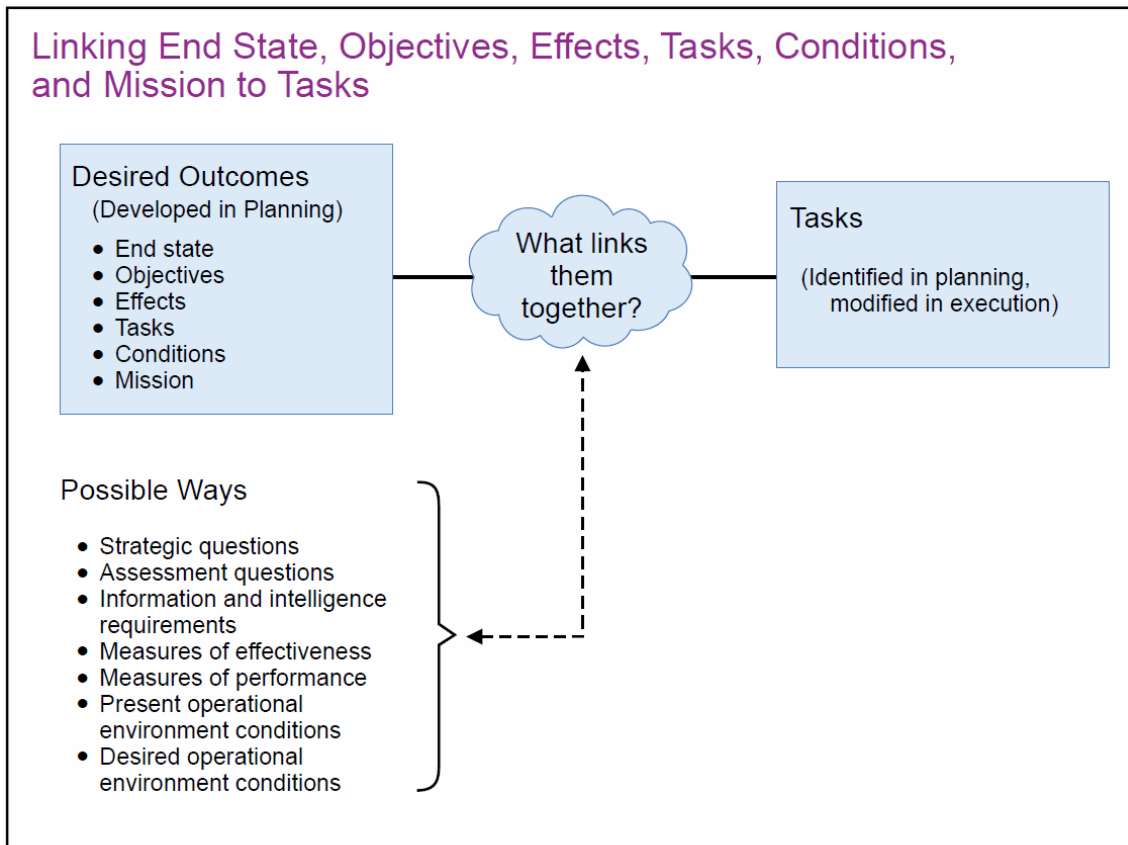 Linking End State, Objectives, Effects, Tasks, Conditions,
and Mission to Tasks
Desired Outcomes
(Developed in Planning)
• End state
• Objectives
• Effects
• Tasks
• Conditions
• Mission
What links
them
together?
Tasks
(Identified in planning,
modified in execution)
Possible Ways
• Strategic questions
• Assessment questions
• Information and intelligence
requirements
• Measures of effectiveness
• Measures of performance
• Present operational
environment conditions
• Desired operational
environment conditions